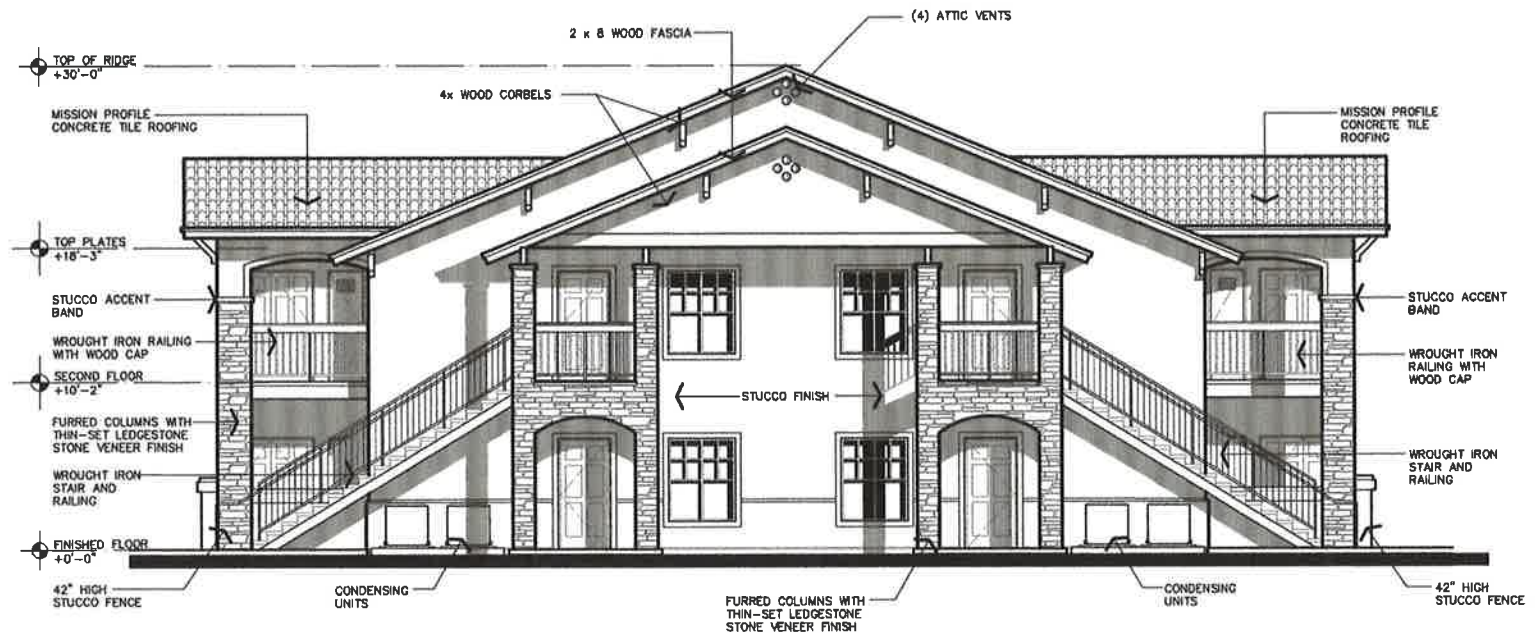 (4) ATTIC VENTS
2 x 8 WOOD FASCIA
TOP OF RIDGE
+30'-0"
4x WOOD CORBELS
MISSION PROFILE
CONCRETE TILE ROOFING
MISSION PROFILE
CONCRETE TILE
ROOFING
TOP PLATES
+18'-3"
STUCCO ACCENT
BAND
STUCCO ACCENT
BAND
WROUGHT IRON RAILING
WITH WOOD CAP
WROUGHT IRON
RAILING WITH
WOOD CAP
SECOND FLOOR
+10'-2"
STUCCO FINISH
FURRED COLUMNS WITH
THIN-SET LEDGESTONE
STONE VENEER FINISH
WROUGHT IRON
STAIR AND
RAILING
WROUGHT IRON
STAIR AND
RAILING
FINISHED FLOOR
+0'-0"
42" HIGH
STUCCO FENCE
CONDENSING
UNITS
FURRED COLUMNS WITH
THIN-SET LEDGESTONE
STONE VENEER FINISH
CONDENSING
UNITS
42" HIGH
STUCCO FENCE